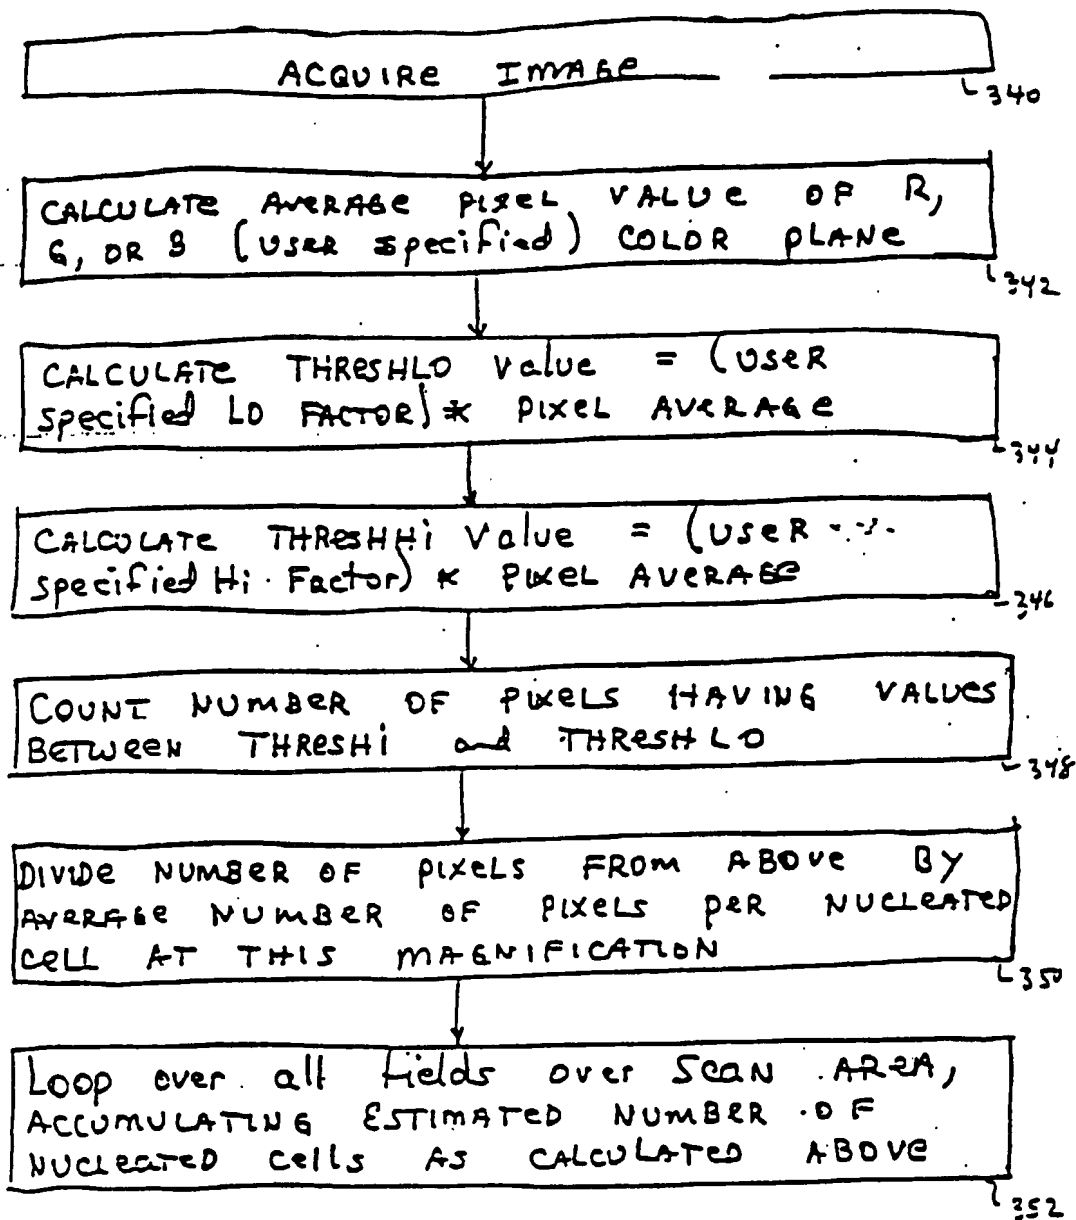 ACQUIRE IMAGE
340
CALCULATE AVERAGE PIXEL VALUE OF R,
G, OR B (USER specified) COLOR PLANE
342
CALCULATE THRESHLO Value = (USER
specified LO FACTOR) * PIXEL AVERAGE
344
CALCULATE THRESHHi Value = (USER
specified Hi Factor) * PIXEL AVERAGE
346
COUNT NUMBER OF PIXELS HAVING VALUES
BETWEEN THRESHi and THRESHLO
348
DIVIDE NUMBER OF PIXELS FROM ABOVE BY
AVERAGE NUMBER OF PIXELS PER NUCLEATED
CELL AT THIS MAGNIFICATION
350
Loop over all fields over Scan AREA,
ACCUMULATING ESTIMATED NUMBER OF
NUCLEATED cells AS CALCULATED ABOVE
352